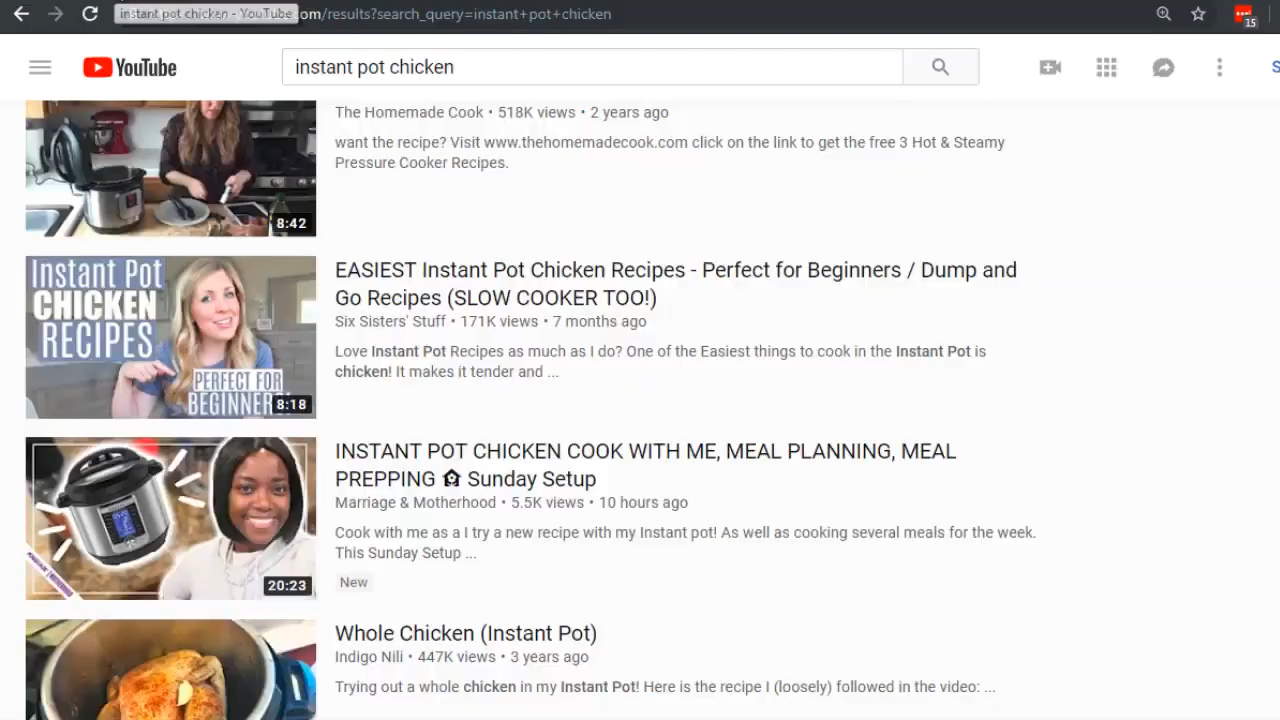 instant pot chicken - YouTube
com/results?search_query=instant+pot+chicken
15
YouTube
instant pot chicken
S
The Homemade Cook • 518K views • 2 years ago
want the recipe? Visit www.thehomemadecook.com click on the link to get the free 3 Hot & Steamy
Pressure Cooker Recipes.
8:42
Instant Pot
CHICKEN
RECIPES
PERFECT FOR
BEGINNERS!
8:18
EASIEST Instant Pot Chicken Recipes - Perfect for Beginners / Dump and
Go Recipes (SLOW COOKER TOO!)
Six Sisters' Stuff • 171K views • 7 months ago
Love Instant Pot Recipes as much as I do? One of the Easiest things to cook in the Instant Pot is
chicken! It makes it tender and ...
20:23
INSTANT POT CHICKEN COOK WITH ME, MEAL PLANNING, MEAL
PREPPING 🏠 Sunday Setup
Marriage & Motherhood • 5.5K views • 10 hours ago
Cook with me as a I try a new recipe with my Instant pot! As well as cooking several meals for the week.
This Sunday Setup ...
New
Whole Chicken (Instant Pot)
Indigo Nili • 447K views • 3 years ago
Trying out a whole chicken in my Instant Pot! Here is the recipe I (loosely) followed in the video: ...